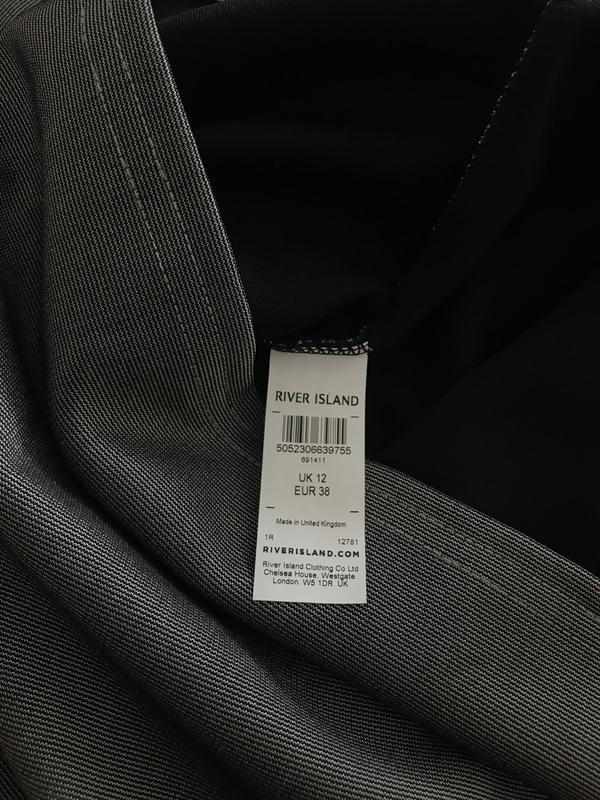 RIVER ISLAND
5052306639755
691411
UK 12
EUR 38
Made in United Kingdom
1R 12781
RIVERISLAND.COM
River Island Clothing Co Ltd
Chelsea House, Westgate
London. W5 1DR. UK